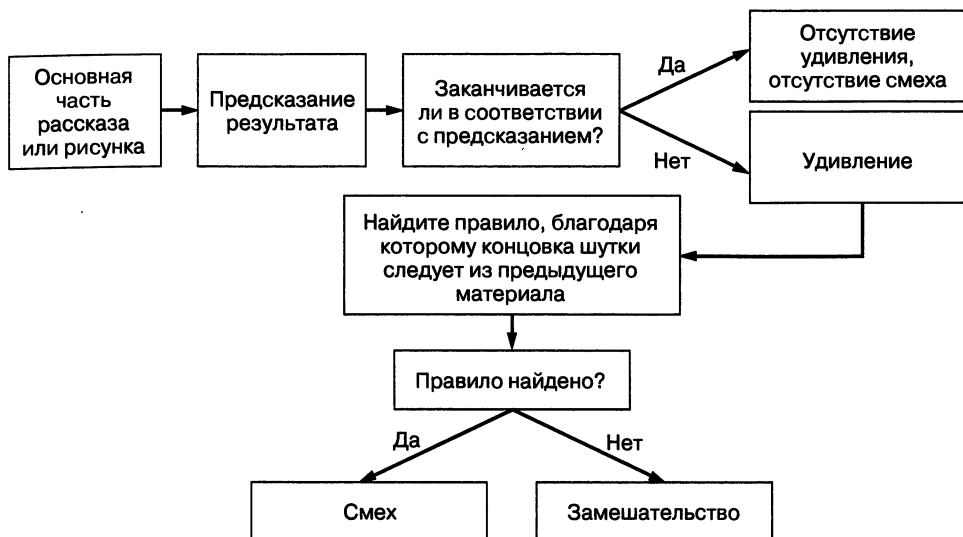 Основная
часть
рассказа
или рисунка
Предсказание
результата
Заканчивается
ли в соответствии
с предсказанием?
Да
Нет
Отсутствие
удивления,
отсутствие смеха
Удивление
Найдите правило, благодаря
которому концовка шутки
следует из предыдущего
материала
Правило найдено?
Да
Нет
Смех
Замешательство